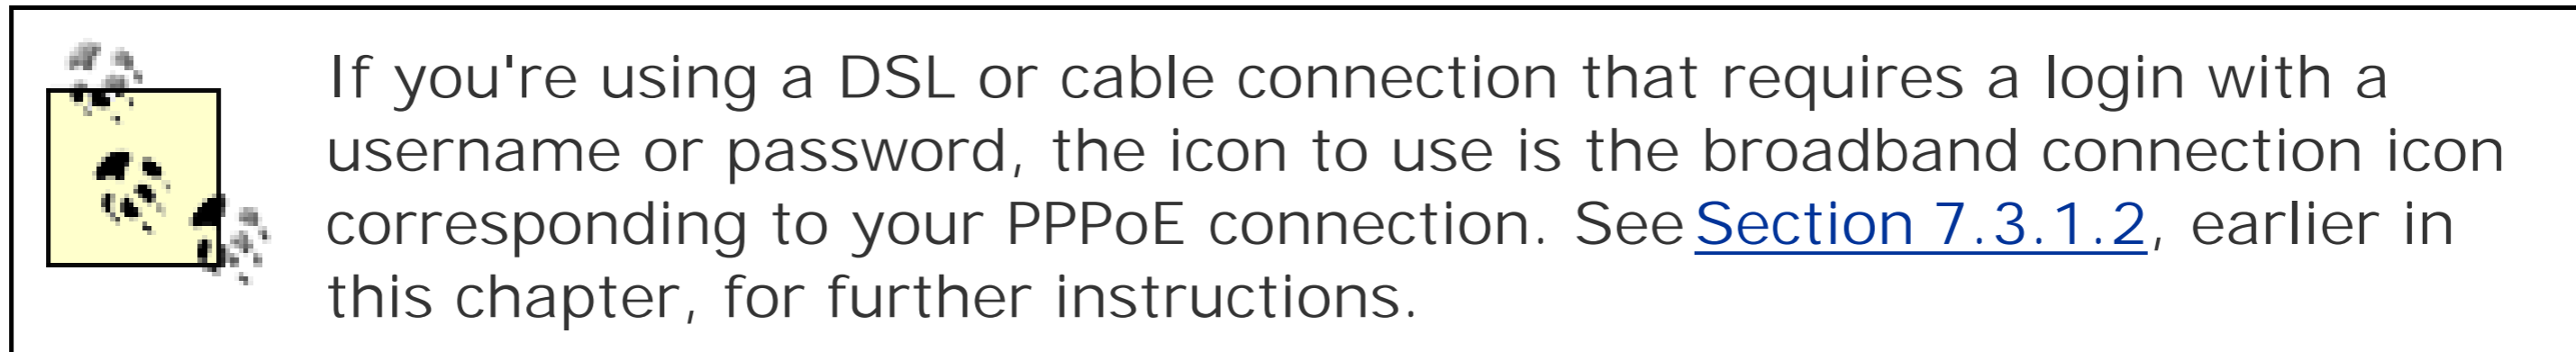 If you're using a DSL or cable connection that requires a login with a
username or password, the icon to use is the broadband connection icon
corresponding to your PPPoE connection. See Section 7.3.1.2, earlier in
this chapter, for further instructions.